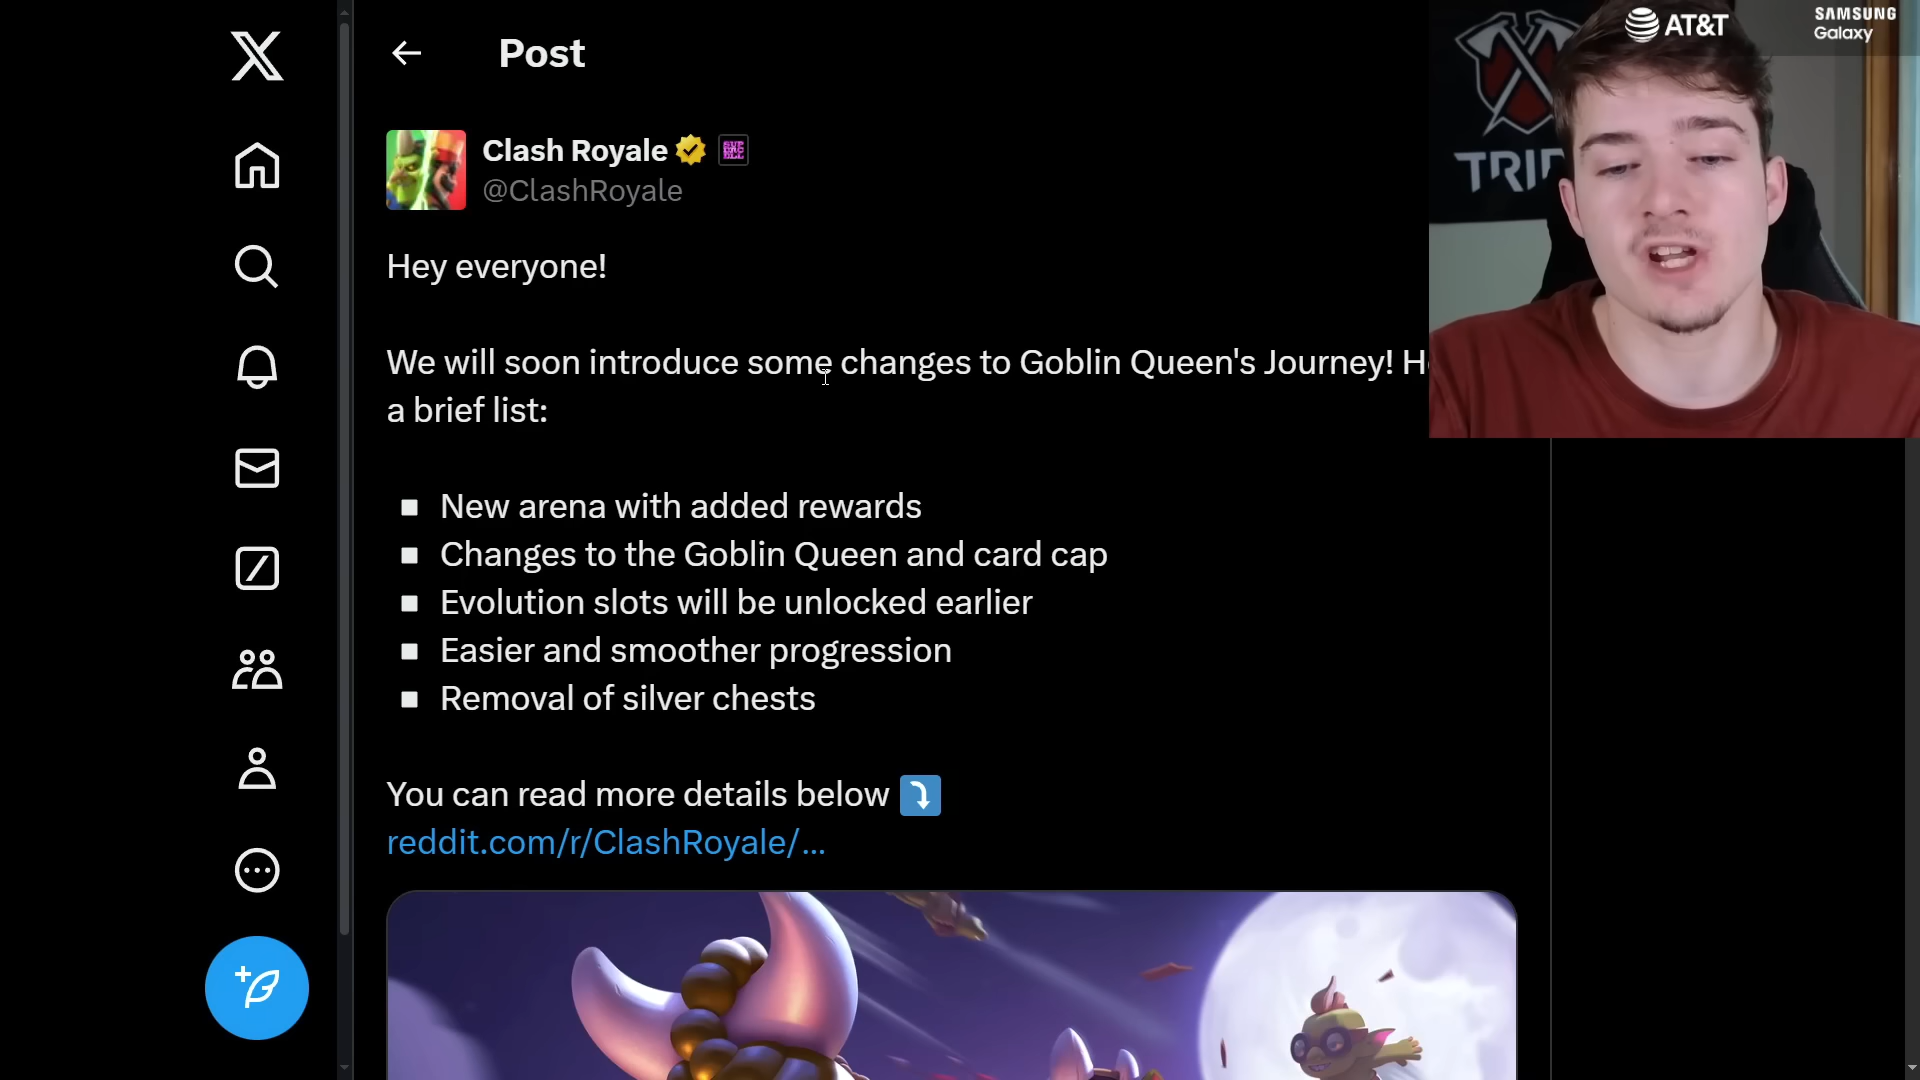 Post
Clash Royale
@ClashRoyale
Hey everyone!
We will soon introduce some changes to Goblin Queen's Journey!
a brief list:
New arena with added rewards
Changes to the Goblin Queen and card cap
Evolution slots will be unlocked earlier
Easier and smoother progression
Removal of silver chests
You can read more details below
reddit.com/r/ClashRoyale/...
AT&T
SAMSUNG
Galaxy